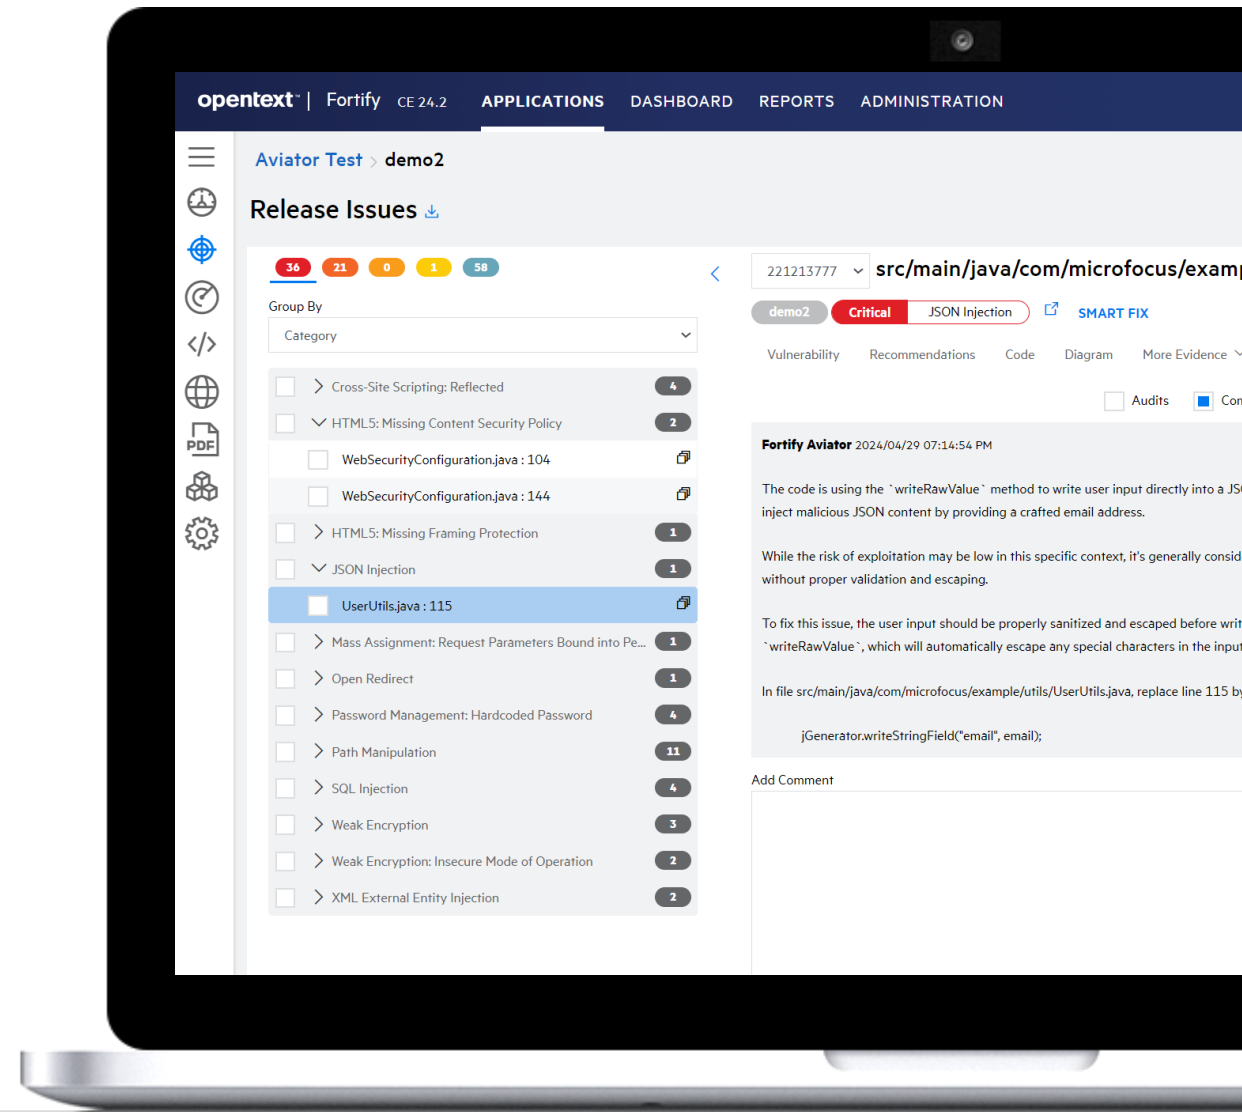 opentext™ | Fortify CE 24.2 APPLICATIONS DASHBOARD REPORTS ADMINISTRATION
Aviator Test > demo2
Release Issues
36 21 0 1 58
Group By
Category
Cross-Site Scripting: Reflected 4
HTML5: Missing Content Security Policy 2
WebSecurityConfiguration.java : 104
WebSecurityConfiguration.java : 144
HTML5: Missing Framing Protection 1
JSON Injection 1
UserUtils.java : 115
Mass Assignment: Request Parameters Bound into Pe... 1
Open Redirect 1
Password Management: Hardcoded Password 4
Path Manipulation 11
SQL Injection 4
Weak Encryption 3
Weak Encryption: Insecure Mode of Operation 2
XML External Entity Injection 2
PDF
221213777 src/main/java/com/microfocus/examp
demo2 Critical JSON Injection SMART FIX
Vulnerability Recommendations Code Diagram More Evidence
Audits Com
Fortify Aviator 2024/04/29 07:14:54 PM
The code is using the `writeRawValue` method to write user input directly into a JSO
inject malicious JSON content by providing a crafted email address.
While the risk of exploitation may be low in this specific context, it's generally consid
without proper validation and escaping.
To fix this issue, the user input should be properly sanitized and escaped before writ
`writeRawValue`, which will automatically escape any special characters in the input
In file src/main/java/com/microfocus/example/utils/UserUtils.java, replace line 115 by
jGenerator.writeStringField("email", email);
Add Comment